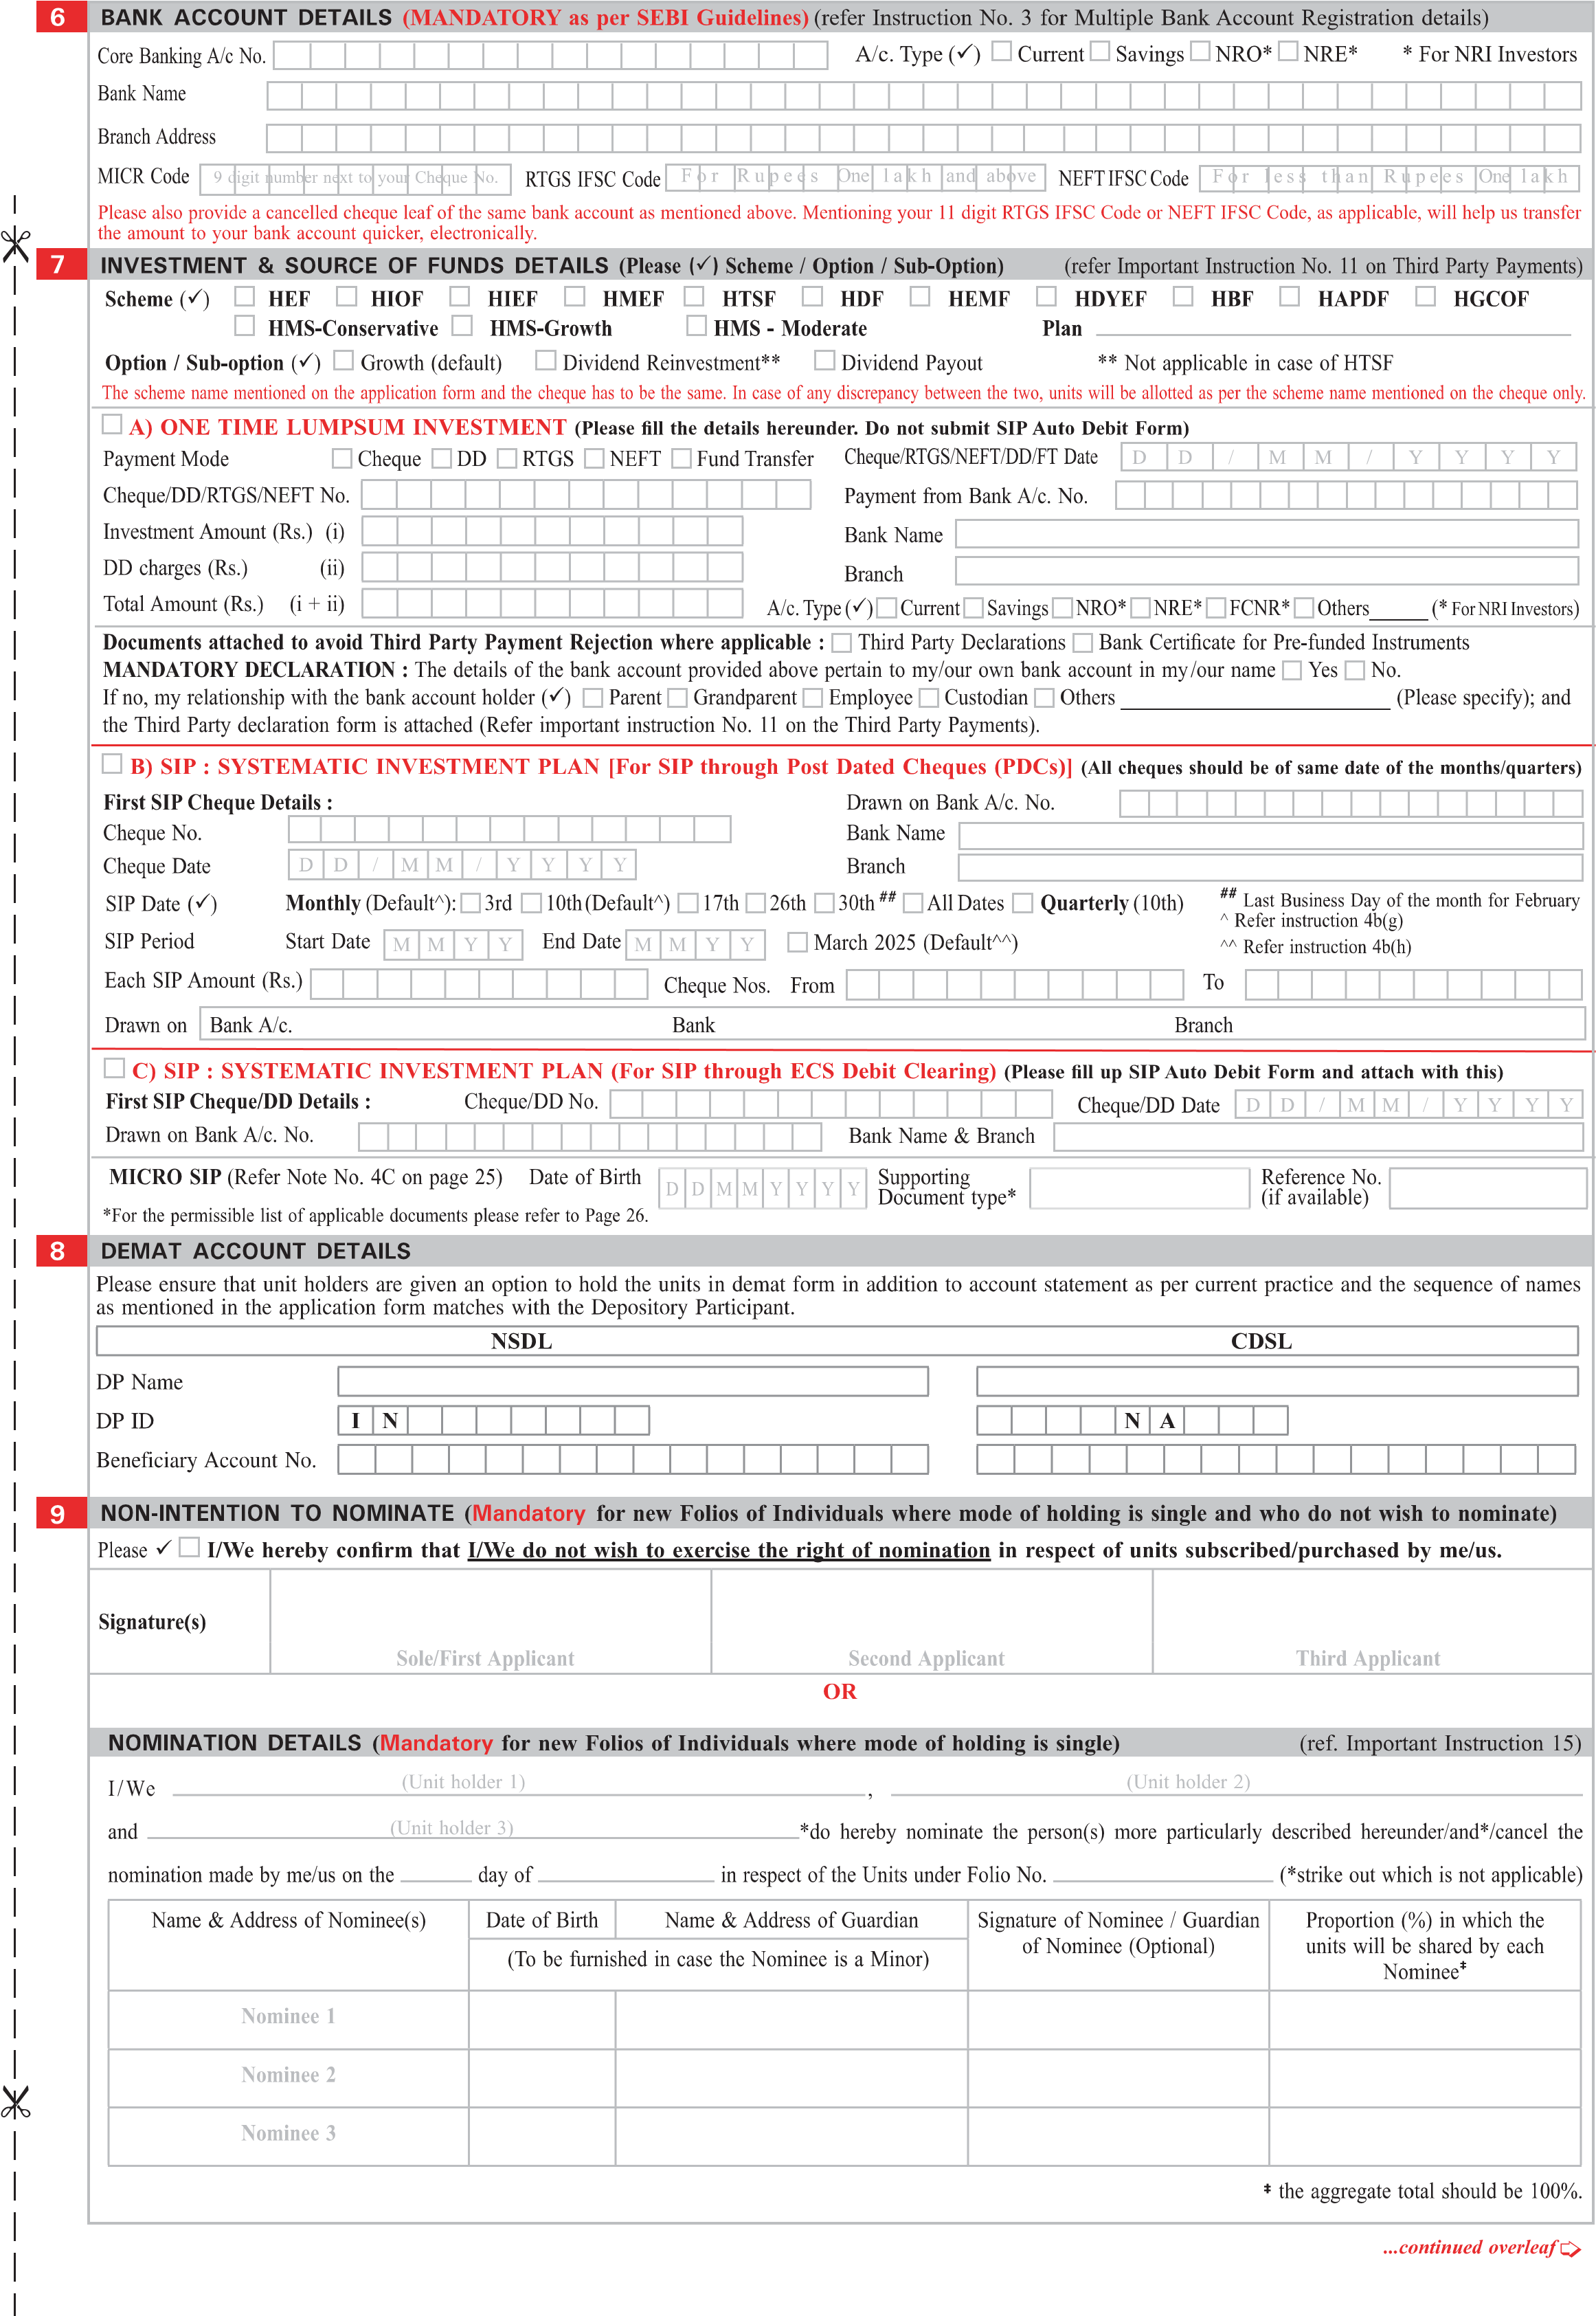 6 BANK ACCOUNT DETAILS (MANDATORY as per SEBI Guidelines) (refer Instruction No. 3 for Multiple Bank Account Registration details)
Core Banking A/c No. A/c. Type (✓) Current Savings NRO* NRE* * For NRI Investors
Bank Name
Branch Address
MICR Code 9 digit number next to your Cheque No. RTGS IFSC Code For Rupees One lakh and above NEFT IFSC Code For less than Rupees One lakh
Please also provide a cancelled cheque leaf of the same bank account as mentioned above. Mentioning your 11 digit RTGS IFSC Code or NEFT IFSC Code, as applicable, will help us transfer
the amount to your bank account quicker, electronically.
7 INVESTMENT & SOURCE OF FUNDS DETAILS (Please (✓) Scheme / Option / Sub-Option) (refer Important Instruction No. 11 on Third Party Payments)
Scheme (✓) HEF HIOF HIEF HMEF HTSF HDF HEMF HDYEF HBF HAPDF HGCOF
HMS-Conservative HMS-Growth HMS - Moderate Plan
Option / Sub-option (✓) Growth (default) Dividend Reinvestment** Dividend Payout ** Not applicable in case of HTSF
The scheme name mentioned on the application form and the cheque has to be the same. In case of any discrepancy between the two, units will be allotted as per the scheme name mentioned on the cheque only.
A) ONE TIME LUMPSUM INVESTMENT (Please fill the details hereunder. Do not submit SIP Auto Debit Form)
Payment Mode Cheque DD RTGS NEFT Fund Transfer Cheque/RTGS/NEFT/DD/FT Date D D / M M / Y Y Y Y
Cheque/DD/RTGS/NEFT No. Payment from Bank A/c. No.
Investment Amount (Rs.) (i) Bank Name
DD charges (Rs.) (ii) Branch
Total Amount (Rs.) (i + ii) A/c. Type (✓) Current Savings NRO* NRE* FCNR* Others (* For NRI Investors)
Documents attached to avoid Third Party Payment Rejection where applicable : Third Party Declarations Bank Certificate for Pre-funded Instruments
MANDATORY DECLARATION : The details of the bank account provided above pertain to my/our own bank account in my/our name Yes No.
If no, my relationship with the bank account holder (✓) Parent Grandparent Employee Custodian Others (Please specify); and
the Third Party declaration form is attached (Refer important instruction No. 11 on the Third Party Payments).
B) SIP : SYSTEMATIC INVESTMENT PLAN [For SIP through Post Dated Cheques (PDCs)] (All cheques should be of same date of the months/quarters)
First SIP Cheque Details : Drawn on Bank A/c. No.
Cheque No. Bank Name
Cheque Date D D / M M / Y Y Y Y Branch
SIP Date (✓) Monthly (Default^): 3rd 10th (Default^) 17th 26th 30th ## All Dates Quarterly (10th) ## Last Business Day of the month for February
^ Refer instruction 4b(g)
SIP Period Start Date M M Y Y End Date M M Y Y March 2025 (Default^^) ^^ Refer instruction 4b(h)
Each SIP Amount (Rs.) Cheque Nos. From To
Drawn on Bank A/c. Bank Branch
C) SIP : SYSTEMATIC INVESTMENT PLAN (For SIP through ECS Debit Clearing) (Please fill up SIP Auto Debit Form and attach with this)
First SIP Cheque/DD Details : Cheque/DD No. Cheque/DD Date D D / M M / Y Y Y Y
Drawn on Bank A/c. No. Bank Name & Branch
MICRO SIP (Refer Note No. 4C on page 25) Date of Birth D D M M Y Y Y Y Supporting Reference No.
Document type* (if available)
*For the permissible list of applicable documents please refer to Page 26.
8 DEMAT ACCOUNT DETAILS
Please ensure that unit holders are given an option to hold the units in demat form in addition to account statement as per current practice and the sequence of names
as mentioned in the application form matches with the Depository Participant.
NSDL CDSL
DP Name
DP ID I N N A
Beneficiary Account No.
9 NON-INTENTION TO NOMINATE (Mandatory for new Folios of Individuals where mode of holding is single and who do not wish to nominate)
Please ✓ I/We hereby confirm that I/We do not wish to exercise the right of nomination in respect of units subscribed/purchased by me/us.
Signature(s)
Sole/First Applicant Second Applicant Third Applicant
OR
NOMINATION DETAILS (Mandatory for new Folios of Individuals where mode of holding is single) (ref. Important Instruction 15)
I/We (Unit holder 1) , (Unit holder 2)
and (Unit holder 3) *do hereby nominate the person(s) more particularly described hereunder/and*/cancel the
nomination made by me/us on the day of in respect of the Units under Folio No. (*strike out which is not applicable)
Name & Address of Nominee(s) Date of Birth Name & Address of Guardian Signature of Nominee / Guardian Proportion (%) in which the
of Nominee (Optional) units will be shared by each
(To be furnished in case the Nominee is a Minor) Nominee‡
Nominee 1
Nominee 2
Nominee 3
‡ the aggregate total should be 100%.
...continued overleaf